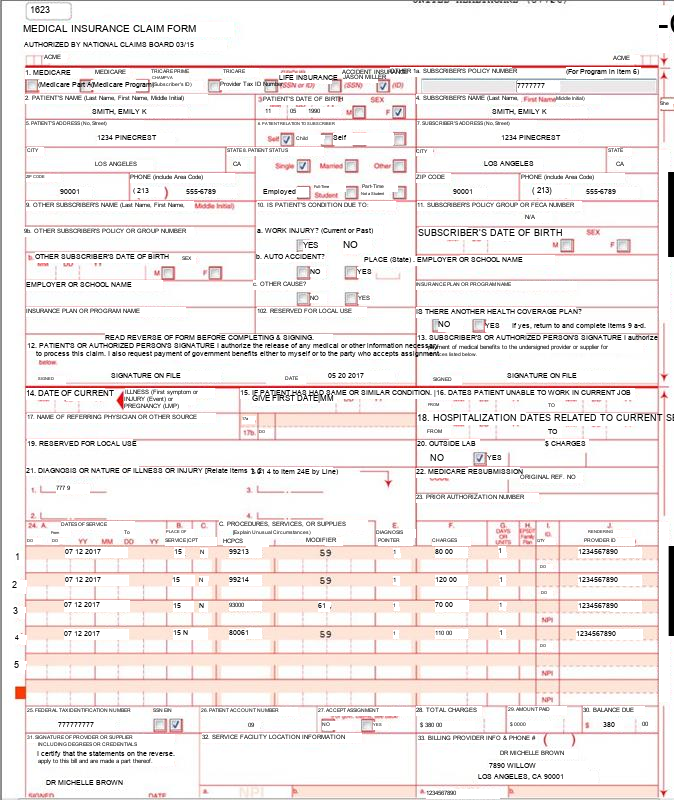 1623
MEDICAL INSURANCE CLAIM FORM
AUTHORIZED BY NATIONAL CLAIMS BOARD 03/15
ACME ACME
1. MEDICARE MEDICARE TRICARE PRIME TRICARE LIFE INSURANCE ACCIDENT INSURANCE 1a. SUBSCRIBER'S POLICY NUMBER (For Program in Item 6)
CHAMPVA JASON MILLER
(Medicare Part A) (Medicare Program) (Subscriber's ID) Provider Tax ID Number (SSN or ID) (SSN) (ID) 7777777
2. PATIENT'S NAME (Last Name, First Name, Middle Initial) 3 PATIENT'S DATE OF BIRTH SEX 4. SUBSCRIBER'S NAME (Last Name, First Name, Middle Initial)
SMITH, EMILY K 11 05 1990 M F SMITH, EMILY K
5. PATIENT'S ADDRESS (No., Street) 6. PATIENT RELATION TO SUBSCRIBER 7. SUBSCRIBER'S ADDRESS (No., Street)
1234 PINECREST Self Child Self 1234 PINECREST
CITY STATE 8. PATIENT STATUS CITY STATE
LOS ANGELES CA Single Married Other LOS ANGELES CA
ZIP CODE PHONE (include Area Code) ZIP CODE PHONE (include Area Code)
90001 ( 213 ) 555-6789 Employed Full-Time Student Part-Time Not a Student 90001 ( 213) 555-6789
9. OTHER SUBSCRIBER'S NAME (Last Name, First Name, Middle Initial) 10. IS PATIENT'S CONDITION DUE TO: 11. SUBSCRIBER'S POLICY GROUP OR FECA NUMBER
N/A
9b. OTHER SUBSCRIBER'S POLICY OR GROUP NUMBER a. WORK INJURY? (Current or Past) SUBSCRIBER'S DATE OF BIRTH SEX
YES NO M F
b. OTHER SUBSCRIBER'S DATE OF BIRTH SEX b. AUTO ACCIDENT? PLACE (State) EMPLOYER OR SCHOOL NAME
MM DD YY M F NO YES
EMPLOYER OR SCHOOL NAME c. OTHER CAUSE? INSURANCE PLAN OR PROGRAM NAME
NO YES
INSURANCE PLAN OR PROGRAM NAME 102. RESERVED FOR LOCAL USE IS THERE ANOTHER HEALTH COVERAGE PLAN?
NO YES If yes, return to and complete Items 9 a-d.
READ REVERSE OF FORM BEFORE COMPLETING & SIGNING.
12. PATIENTS OR AUTHORIZED PERSON'S SIGNATURE I authorize the release of any medical or other information necessary 13. SUBSCRIBER'S OR AUTHORIZED PERSON'S SIGNATURE I authorize
to process this claim. I also request payment of government benefits either to myself or to the party who accepts assignment payment of medical benefits to the undersigned provider or supplier for
below. services listed below.
SIGNED SIGNATURE ON FILE DATE 05 20 2017 SIGNED SIGNATURE ON FILE
14. DATE OF CURRENT ILLNESS (First symptom or INJURY (Event) or PREGNANCY (LMP) 15. IF PATIENT HAS HAD SAME OR SIMILAR CONDITION. 16. DATES PATIENT UNABLE TO WORK IN CURRENT JOB
GIVE FIRST DATE MM FROM TO
17. NAME OF REFERRING PHYSICIAN OR OTHER SOURCE 17a 17b. 18. HOSPITALIZATION DATES RELATED TO CURRENT SE
FROM TO
19. RESERVED FOR LOCAL USE 20. OUTSIDE LAB $ CHARGES
NO YES
21. DIAGNOSIS OR NATURE OF ILLNESS OR INJURY [Relate Items 1, 2, 3, 4 to Item 24E by Line) 22. MEDICARE RESUBMISSION
ORIGINAL REF. NO
1. 777 9 3.
23. PRIOR AUTHORIZATION NUMBER
2. 4.
24. A. DATES OF SERVICE B. C. C. PROCEDURES, SERVICES, OR SUPPLIES E. F. G. H. I. J.
From To PLACE OF SERVICE CPT (Explain Unusual Circumstances) DIAGNOSIS DAYS OR UNITS EPSDT Family Plan ID. RENDERING
YY MM DD YY HCPCS MODIFIER POINTER CHARGES QTY PROVIDER ID
1 07 12 2017 15 N 99213 59 1 80 00 1 1234567890
2 07 12 2017 15 N 99214 59 1 120 00 1 1234567890
3 07 12 2017 15 N 93000 61 1 70 00 1 1234567890
NPI
4 07 12 2017 15 N 80061 59 1 110 00 1 1234567890
5
NPI
NPI
25. FEDERAL TAX IDENTIFICATION NUMBER SSN EIN 26. PATIENT ACCOUNT NUMBER 27. ACCEPT ASSIGNMENT 28. TOTAL CHARGES 29. AMOUNT PAID 30. BALANCE DUE
777777777 09 NO YES $ 380 00 $ 0000 $ 380 00
31. SIGNATURE OF PROVIDER OR SUPPLIER 32. SERVICE FACILITY LOCATION INFORMATION 33. BILLING PROVIDER INFO & PHONE # ( )
INCLUDING DEGREES OR CREDENTIALS
I certify that the statements on the reverse. DR MICHELLE BROWN
apply to this bill and are made a part thereof. 7890 WILLOW
LOS ANGELES, CA 90001
DR MICHELLE BROWN
SIGNED DATE a. NPI b. a. 1234567890 b.